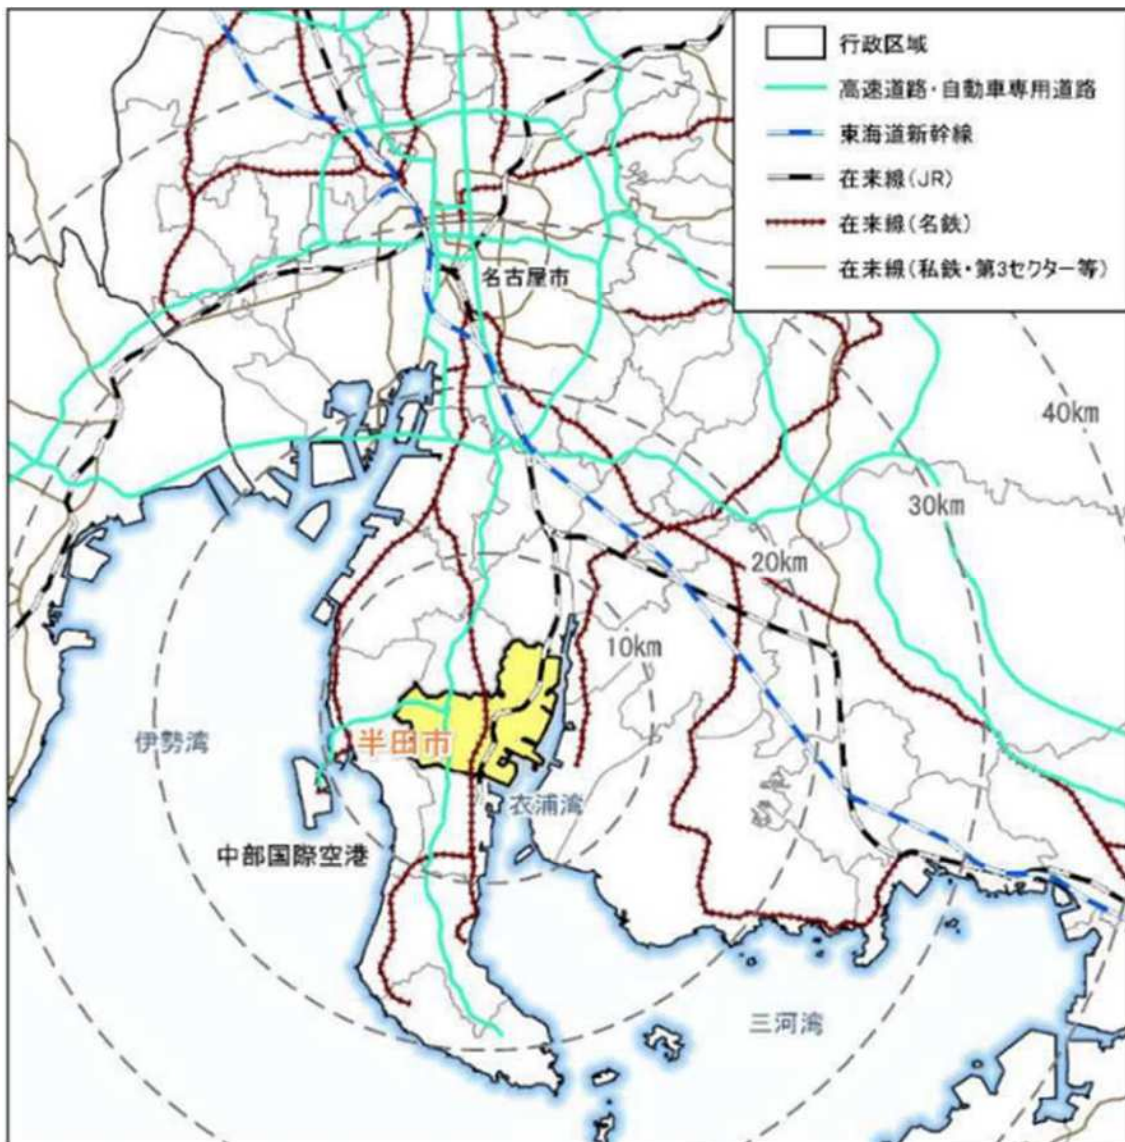 行政区域
高速道路・自動車専用道路
東海道新幹線
在来線(JR)
在来線(名鉄)
在来線(私鉄・第3セクター等)
名古屋市
40km
30km
20km
10km
伊勢湾
半田市
衣浦湾
中部国際空港
三河湾